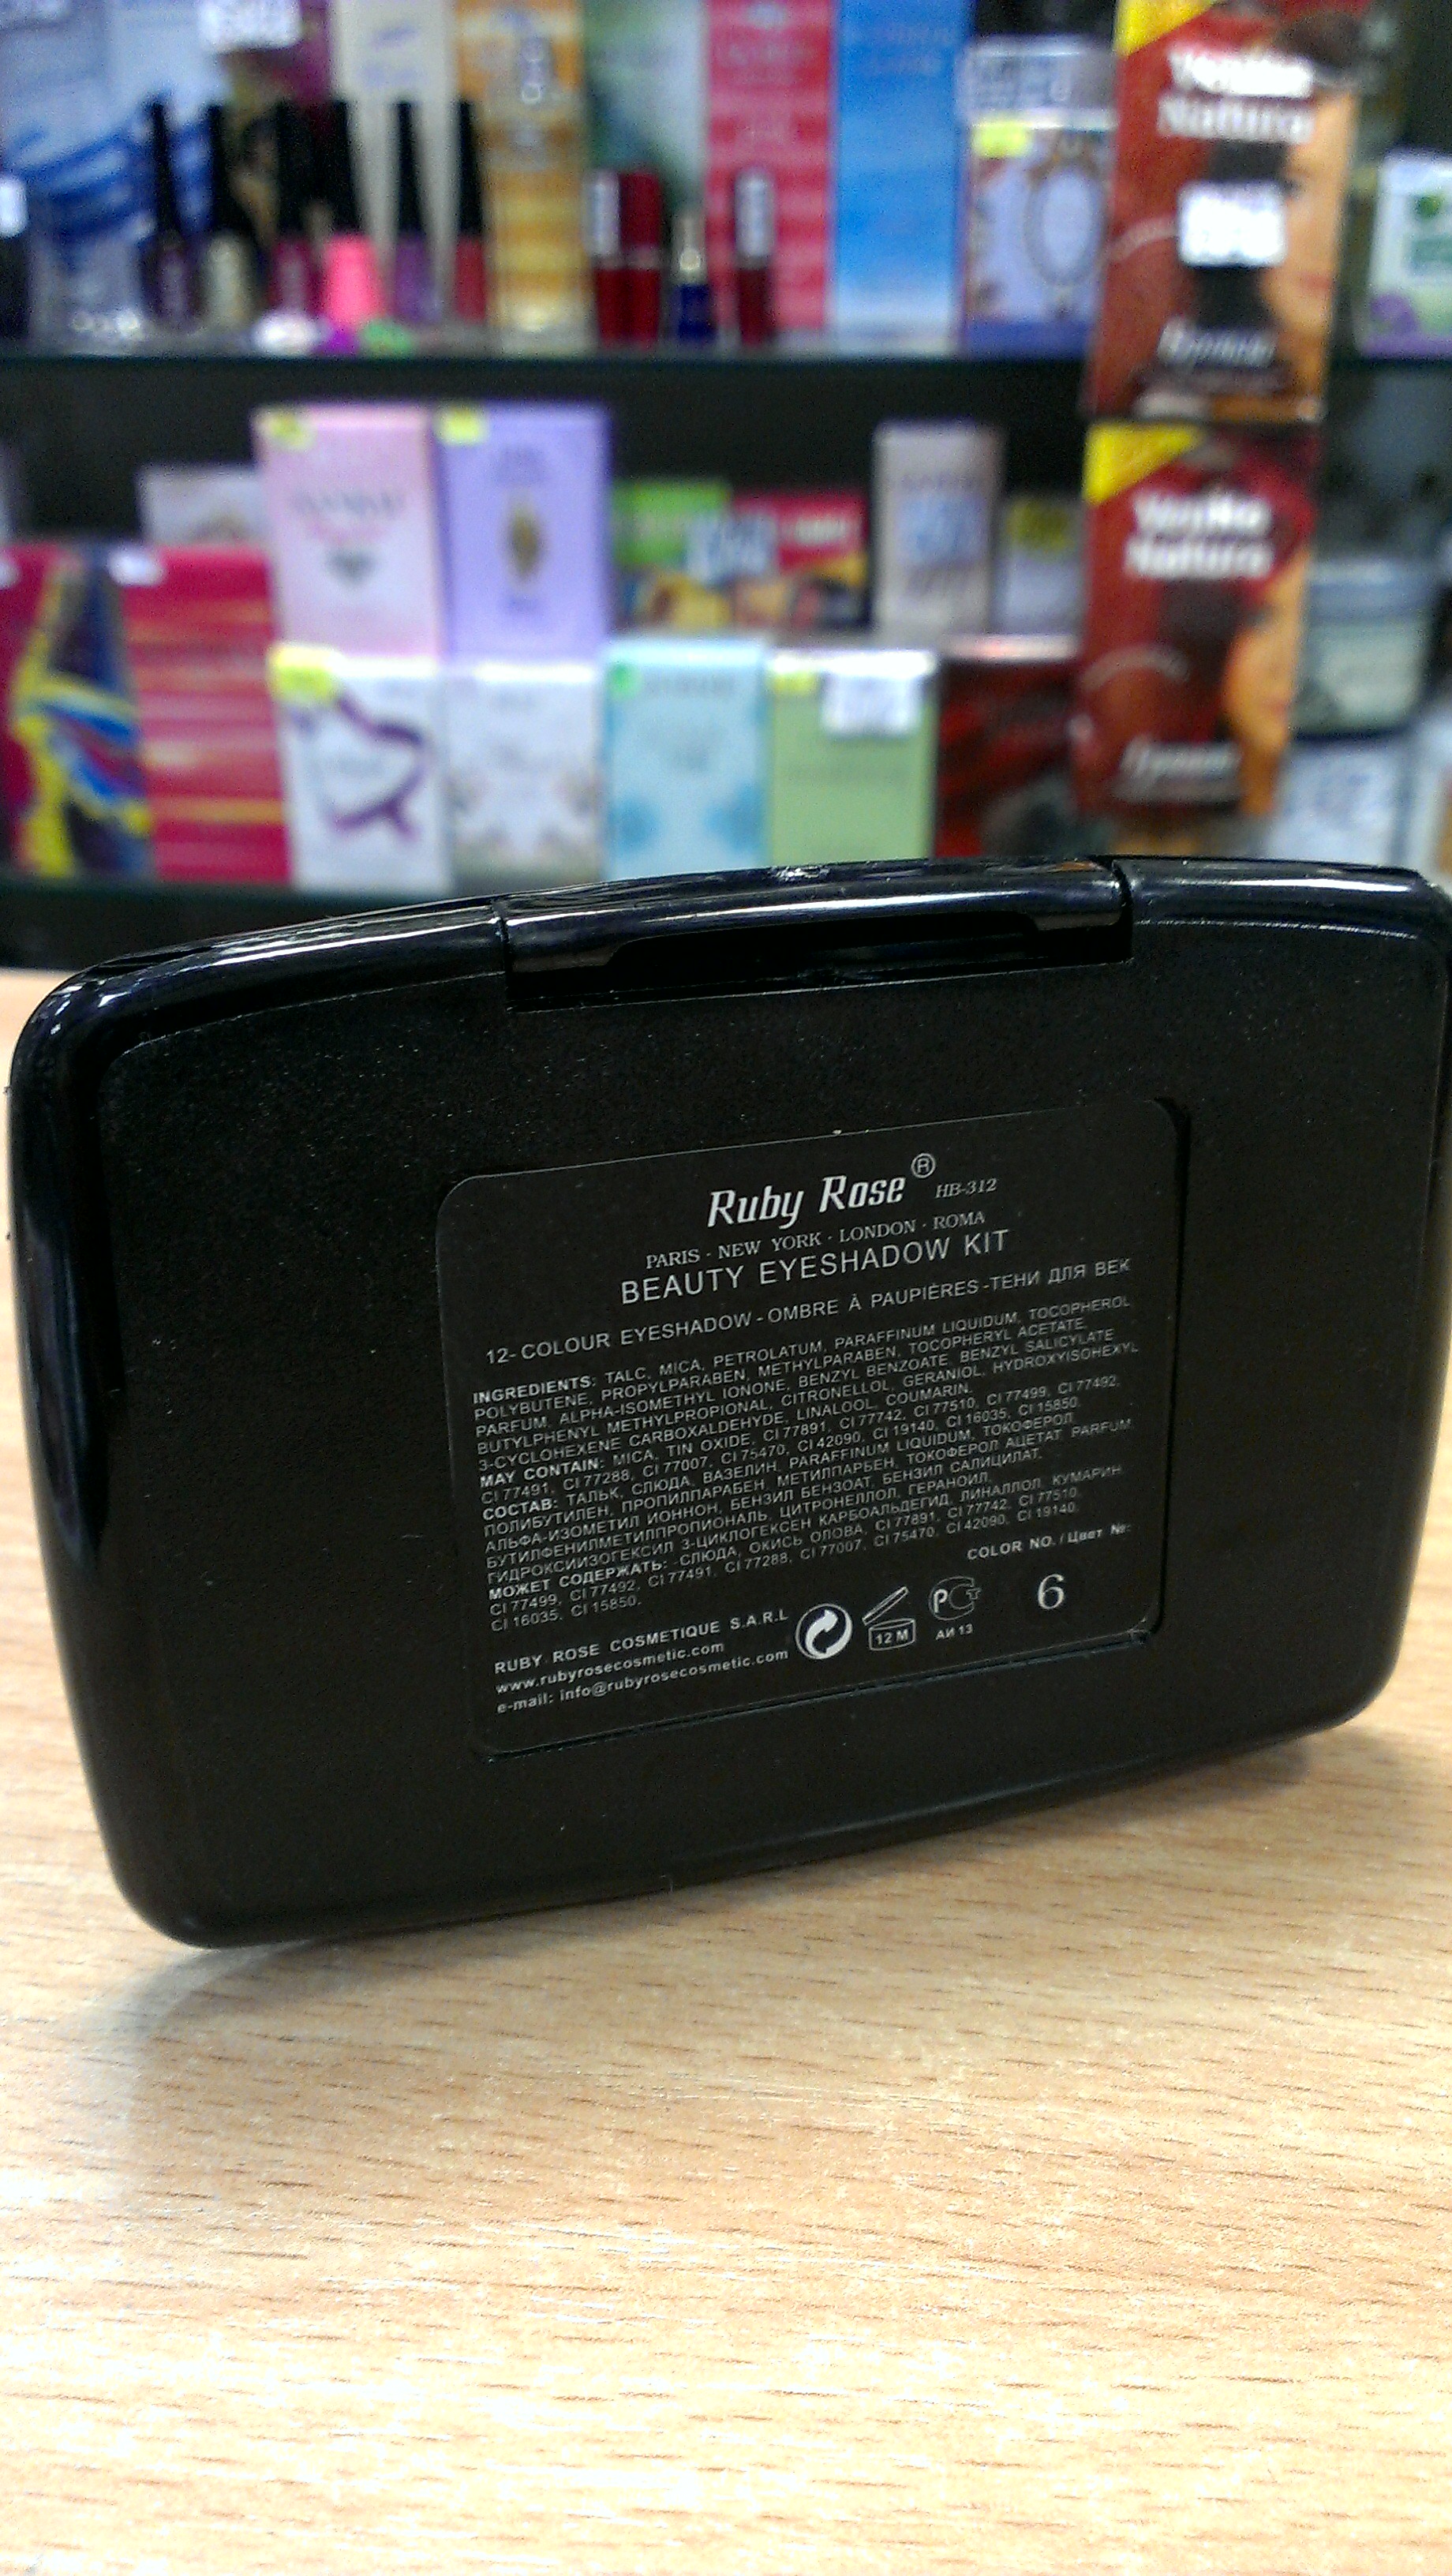 Venita
Natura
Venita
Natura
Ruby Rose® HB-312
PARIS · NEW YORK · LONDON · ROMA
BEAUTY EYESHADOW KIT
12-COLOUR EYESHADOW-OMBRE À PAUPIÈRES-ТЕНИ ДЛЯ ВЕК
INGREDIENTS: TALC, MICA, PETROLATUM, PARAFFINUM LIQUIDUM, TOCOPHEROL
POLYBUTENE, PROPYLPARABEN, METHYLPARABEN, TOCOPHERYL ACETATE,
PARFUM, ALPHA-ISOMETHYL IONONE, BENZYL BENZOATE, BENZYL SALICYLATE
BUTYLPHENYL METHYLPROPIONAL, CITRONELLOL, GERANIOL, HYDROXYISOHEXYL
3-CYCLOHEXENE CARBOXALDEHYDE, LINALOOL, COUMARIN.
MAY CONTAIN: MICA, TIN OXIDE, CI 77891, CI 77742, CI 77510, CI 77499, CI 77492,
CI 77491, CI 77288, CI 77007, CI 75470, CI 42090, CI 19140, CI 16035, CI 15850.
СОСТАВ: ТАЛЬК, СЛЮДА, ВАЗЕЛИН, PARAFFINUM LIQUIDUM, ТОКОФЕРОЛ
ПОЛИБУТИЛЕН, ПРОПИЛПАРАБЕН, МЕТИЛПАРБЕН, ТОКОФЕРОЛ АЦЕТАТ, PARFUM,
АЛЬФА-ИЗОМЕТИЛ ИОННОН, БЕНЗИЛ БЕНЗОАТ, БЕНЗИЛ САЛИЦИЛАТ,
БУТИЛФЕНИЛМЕТИЛПРОПИОНАЛЬ, ЦИТРОНЕЛЛОЛ, ГЕРАНОИЛ,
ГИДРОКСИИЗОГЕКСИЛ 3-ЦИКЛОГЕКСЕН КАРБОАЛЬДЕГИД, ЛИНАЛЛОЛ, КУМАРИН
МОЖЕТ СОДЕРЖАТЬ: -СЛЮДА, ОКИСЬ ОЛОВА, CI 77891, CI 77742, CI 77510,
CI 77499, CI 77492, CI 77491, CI 77288, CI 77007, CI 75470, CI 42090, CI 19140,
CI 16035, CI 15850.
COLOR NO. / Цвет №:
6
RUBY ROSE COSMETIQUE S.A.R.L
www.rubyrosecosmetic.com
e-mail: info@rubyrosecosmetic.com
12 M
РСТ
АИ 13